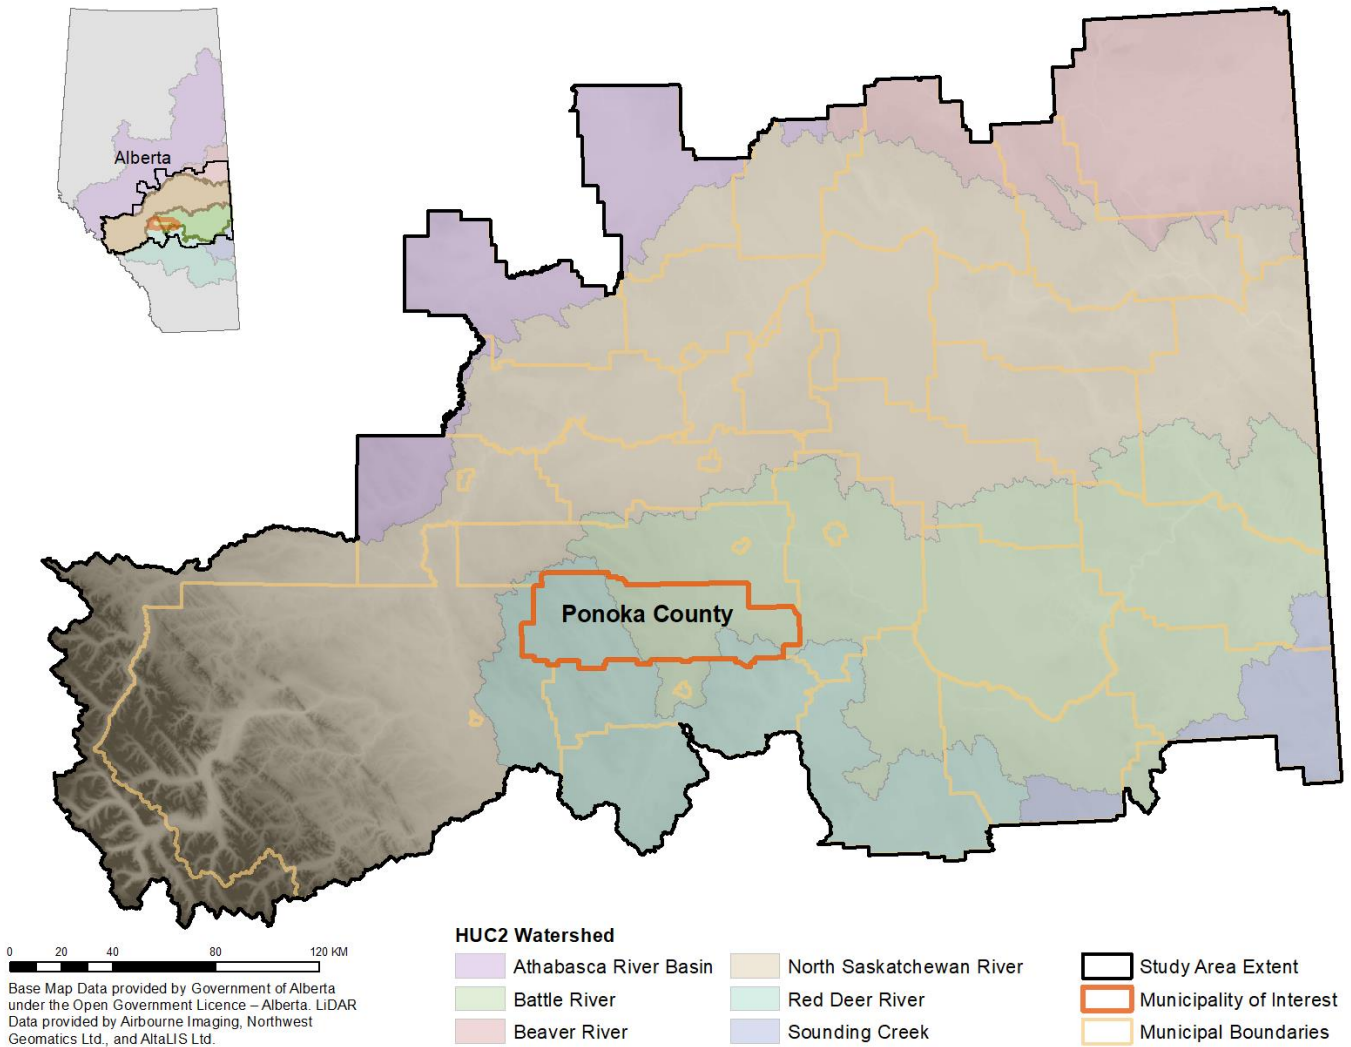 Alberta
Ponoka County
0 20 40 80 120 KM
Base Map Data provided by Government of Alberta
under the Open Government Licence – Alberta. LiDAR
Data provided by Airbourne Imaging, Northwest
Geomatics Ltd., and AltaLIS Ltd.
HUC2 Watershed
Athabasca River Basin
Battle River
Beaver River
North Saskatchewan River
Red Deer River
Sounding Creek
Study Area Extent
Municipality of Interest
Municipal Boundaries